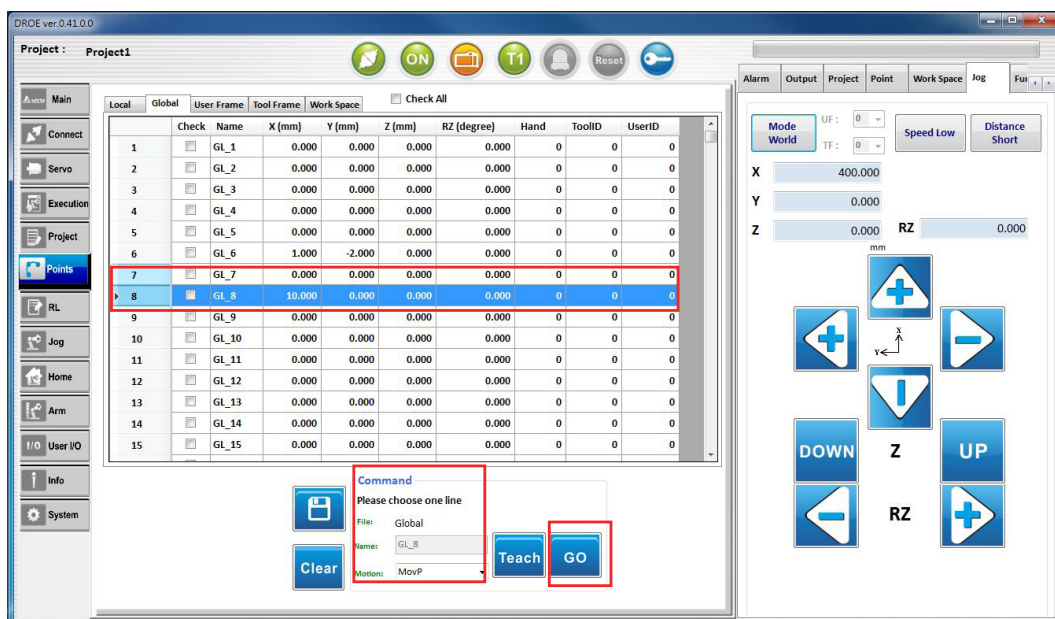 DROE ver.0.41.0.0
Project : Project1
ON T1 Reset
Main
Connect
Servo
Execution
Project
Points
RL
Jog
Home
Arm
I/O User I/O
Info
System
Local Global User Frame Tool Frame Work Space Check All
Check Name X (mm) Y (mm) Z (mm) RZ (degree) Hand ToolID UserID
1 GL_1 0.000 0.000 0.000 0.000 0 0 0
2 GL_2 0.000 0.000 0.000 0.000 0 0 0
3 GL_3 0.000 0.000 0.000 0.000 0 0 0
4 GL_4 0.000 0.000 0.000 0.000 0 0 0
5 GL_5 0.000 0.000 0.000 0.000 0 0 0
6 GL_6 1.000 -2.000 0.000 0.000 0 0 0
7 GL_7 0.000 0.000 0.000 0.000 0 0 0
8 GL_8 10.000 0.000 0.000 0.000 0 0 0
9 GL_9 0.000 0.000 0.000 0.000 0 0 0
10 GL_10 0.000 0.000 0.000 0.000 0 0 0
11 GL_11 0.000 0.000 0.000 0.000 0 0 0
12 GL_12 0.000 0.000 0.000 0.000 0 0 0
13 GL_13 0.000 0.000 0.000 0.000 0 0 0
14 GL_14 0.000 0.000 0.000 0.000 0 0 0
15 GL_15 0.000 0.000 0.000 0.000 0 0 0
Command
Please choose one line
File: Global
Name: GL_8
Motion: MovP
Clear
Teach
GO
Alarm Output Project Point Work Space Jog
Mode World
UF : 0
TF : 0
Speed Low
Distance Short
X 400.000
Y 0.000
Z 0.000 RZ 0.000
mm
X
Y
DOWN Z UP
RZ